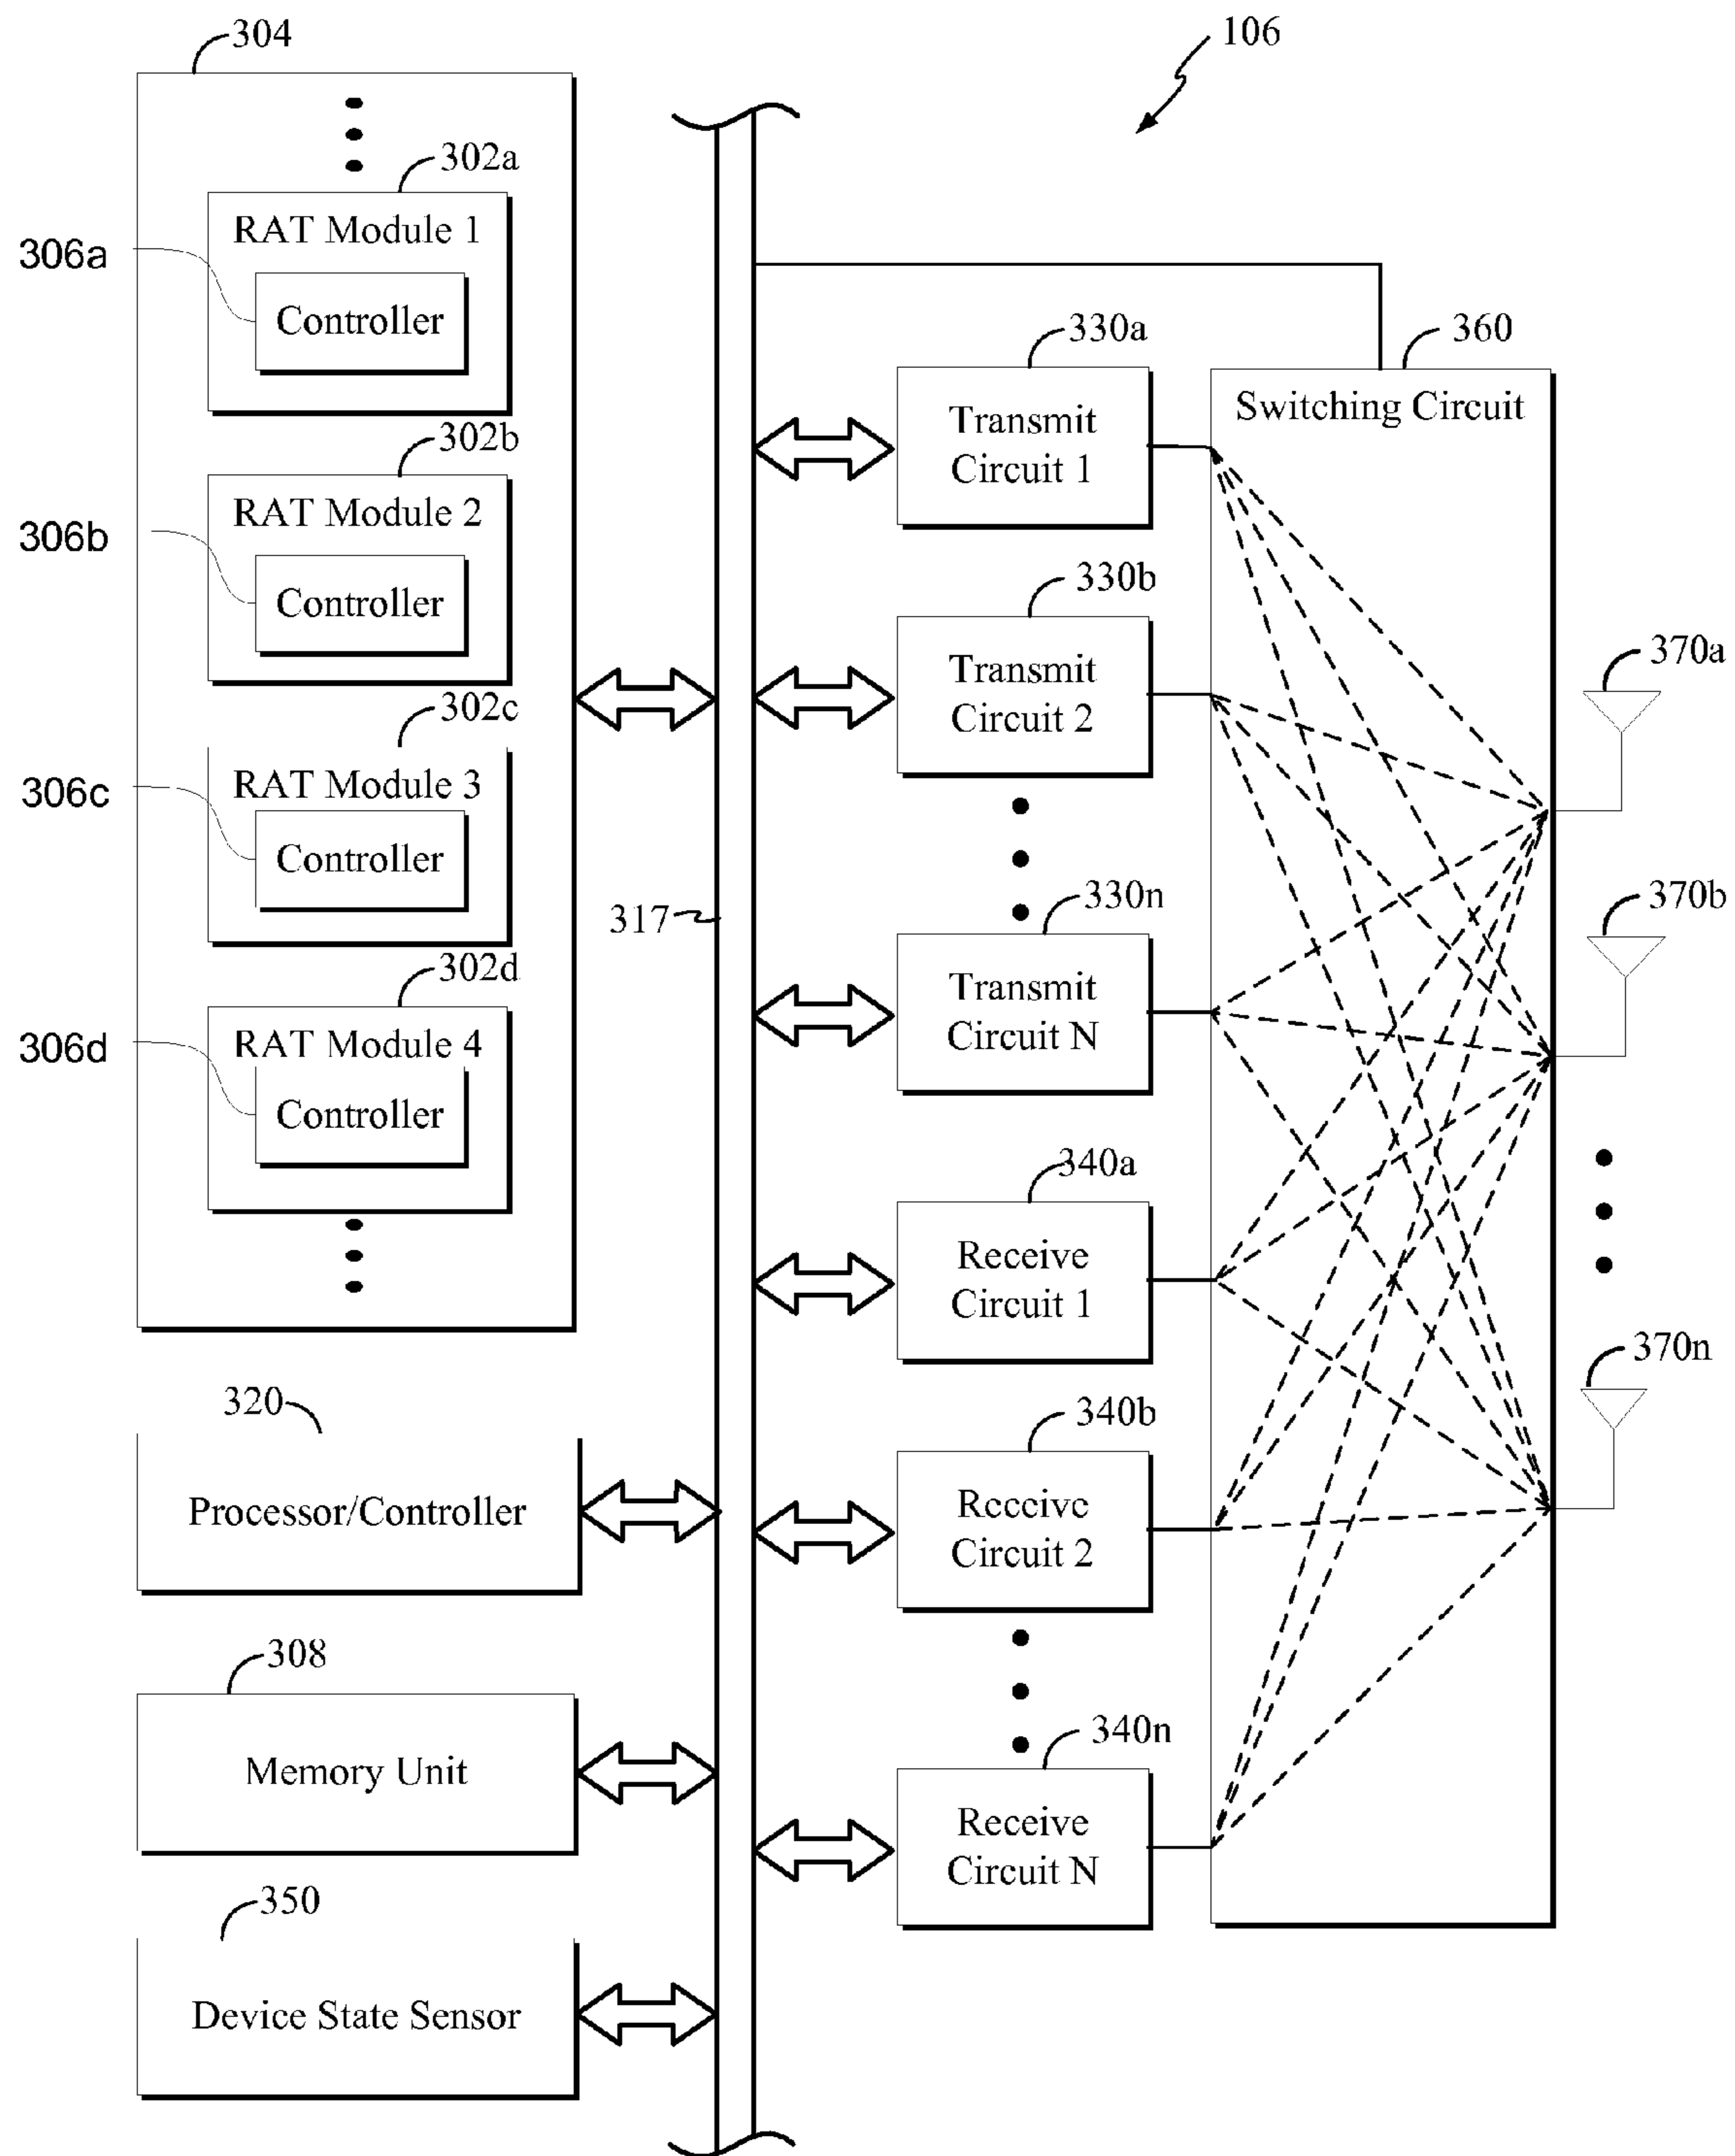 304
106
302a
RAT Module 1
306a
Controller
302b
RAT Module 2
306b
Controller
302c
RAT Module 3
306c
Controller
302d
RAT Module 4
306d
Controller
320
Processor/Controller
308
Memory Unit
350
Device State Sensor
317
330a
Transmit
Circuit 1
330b
Transmit
Circuit 2
330n
Transmit
Circuit N
340a
Receive
Circuit 1
340b
Receive
Circuit 2
340n
Receive
Circuit N
360
Switching Circuit
370a
370b
370n